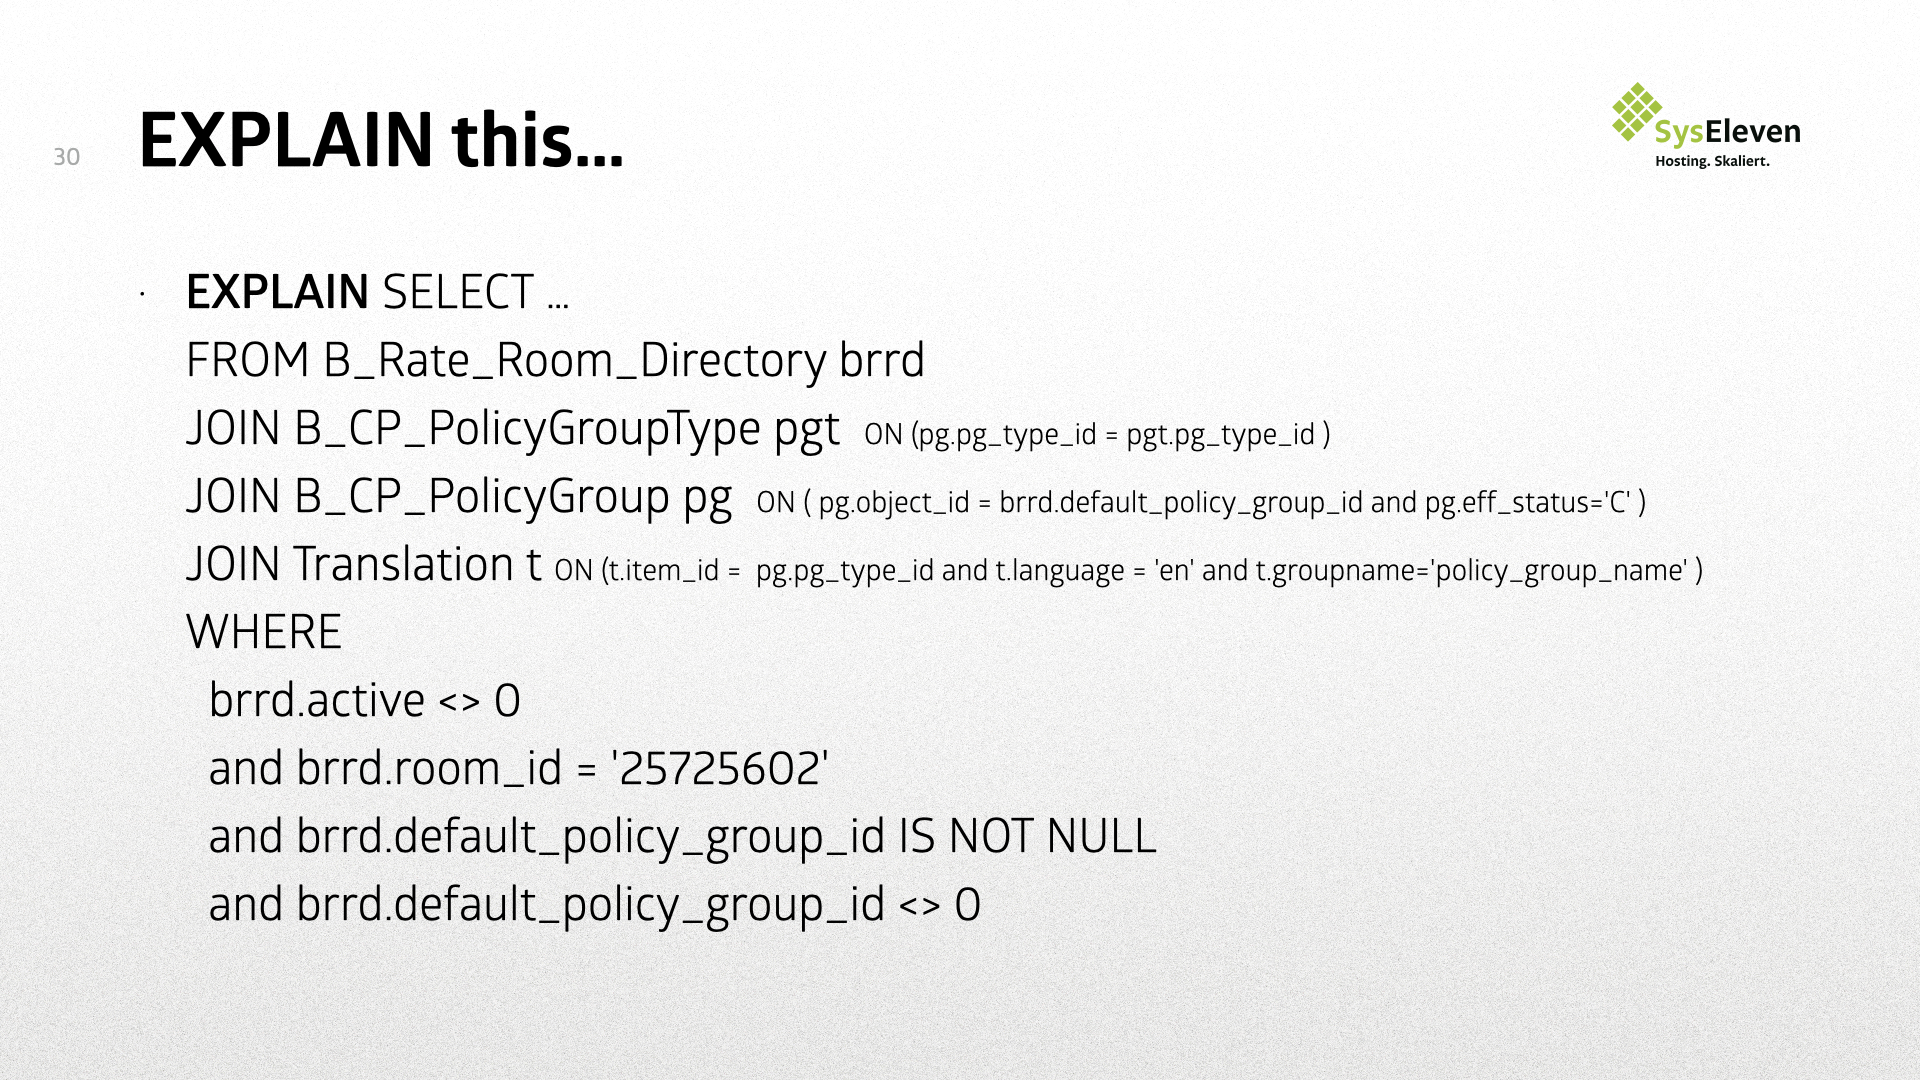 30
EXPLAIN this...
SysEleven
Hosting. Skaliert.
· EXPLAIN SELECT ...
FROM B_Rate_Room_Directory brrd
JOIN B_CP_PolicyGroupType pgt ON (pg.pg_type_id = pgt.pg_type_id )
JOIN B_CP_PolicyGroup pg ON ( pg.object_id = brrd.default_policy_group_id and pg.eff_status='C' )
JOIN Translation t ON (t.item_id = pg.pg_type_id and t.language = 'en' and t.groupname='policy_group_name' )
WHERE
brrd.active <> 0
and brrd.room_id = '25725602'
and brrd.default_policy_group_id IS NOT NULL
and brrd.default_policy_group_id <> 0